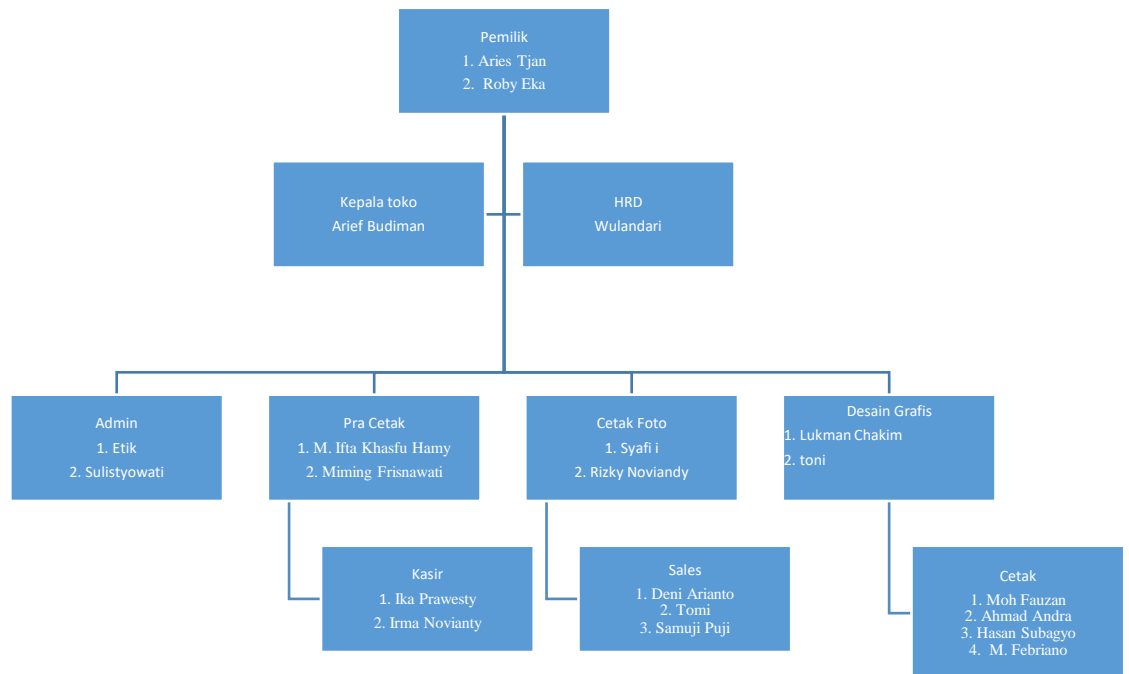 Pemilik
1. Aries Tjan
2. Roby Eka
Kepala toko
Arief Budiman
HRD
Wulandari
Admin
1. Etik
2. Sulistyowati
Pra Cetak
1. M. Ifta Khasfu Hamy
2. Miming Frisnawati
Cetak Foto
1. Syafi i
2. Rizky Noviandy
Desain Grafis
1. Lukman Chakim
2. toni
Kasir
1. Ika Prawesty
2. Irma Novianty
Sales
1. Deni Arianto
2. Tomi
3. Samuji Puji
Cetak
1. Moh Fauzan
2. Ahmad Andra
3. Hasan Subagyo
4. M. Febriano